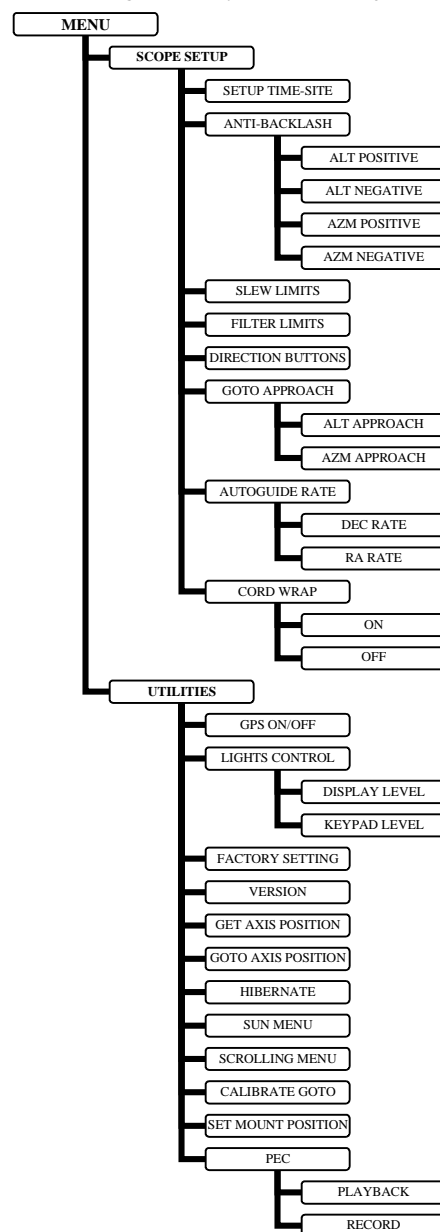 MENU
SCOPE SETUP
SETUP TIME-SITE
ANTI-BACKLASH
ALT POSITIVE
ALT NEGATIVE
AZM POSITIVE
AZM NEGATIVE
SLEW LIMITS
FILTER LIMITS
DIRECTION BUTTONS
GOTO APPROACH
ALT APPROACH
AZM APPROACH
AUTOGUIDE RATE
DEC RATE
RA RATE
CORD WRAP
ON
OFF
UTILITIES
GPS ON/OFF
LIGHTS CONTROL
DISPLAY LEVEL
KEYPAD LEVEL
FACTORY SETTING
VERSION
GET AXIS POSITION
GOTO AXIS POSITION
HIBERNATE
SUN MENU
SCROLLING MENU
CALIBRATE GOTO
SET MOUNT POSITION
PEC
PLAYBACK
RECORD